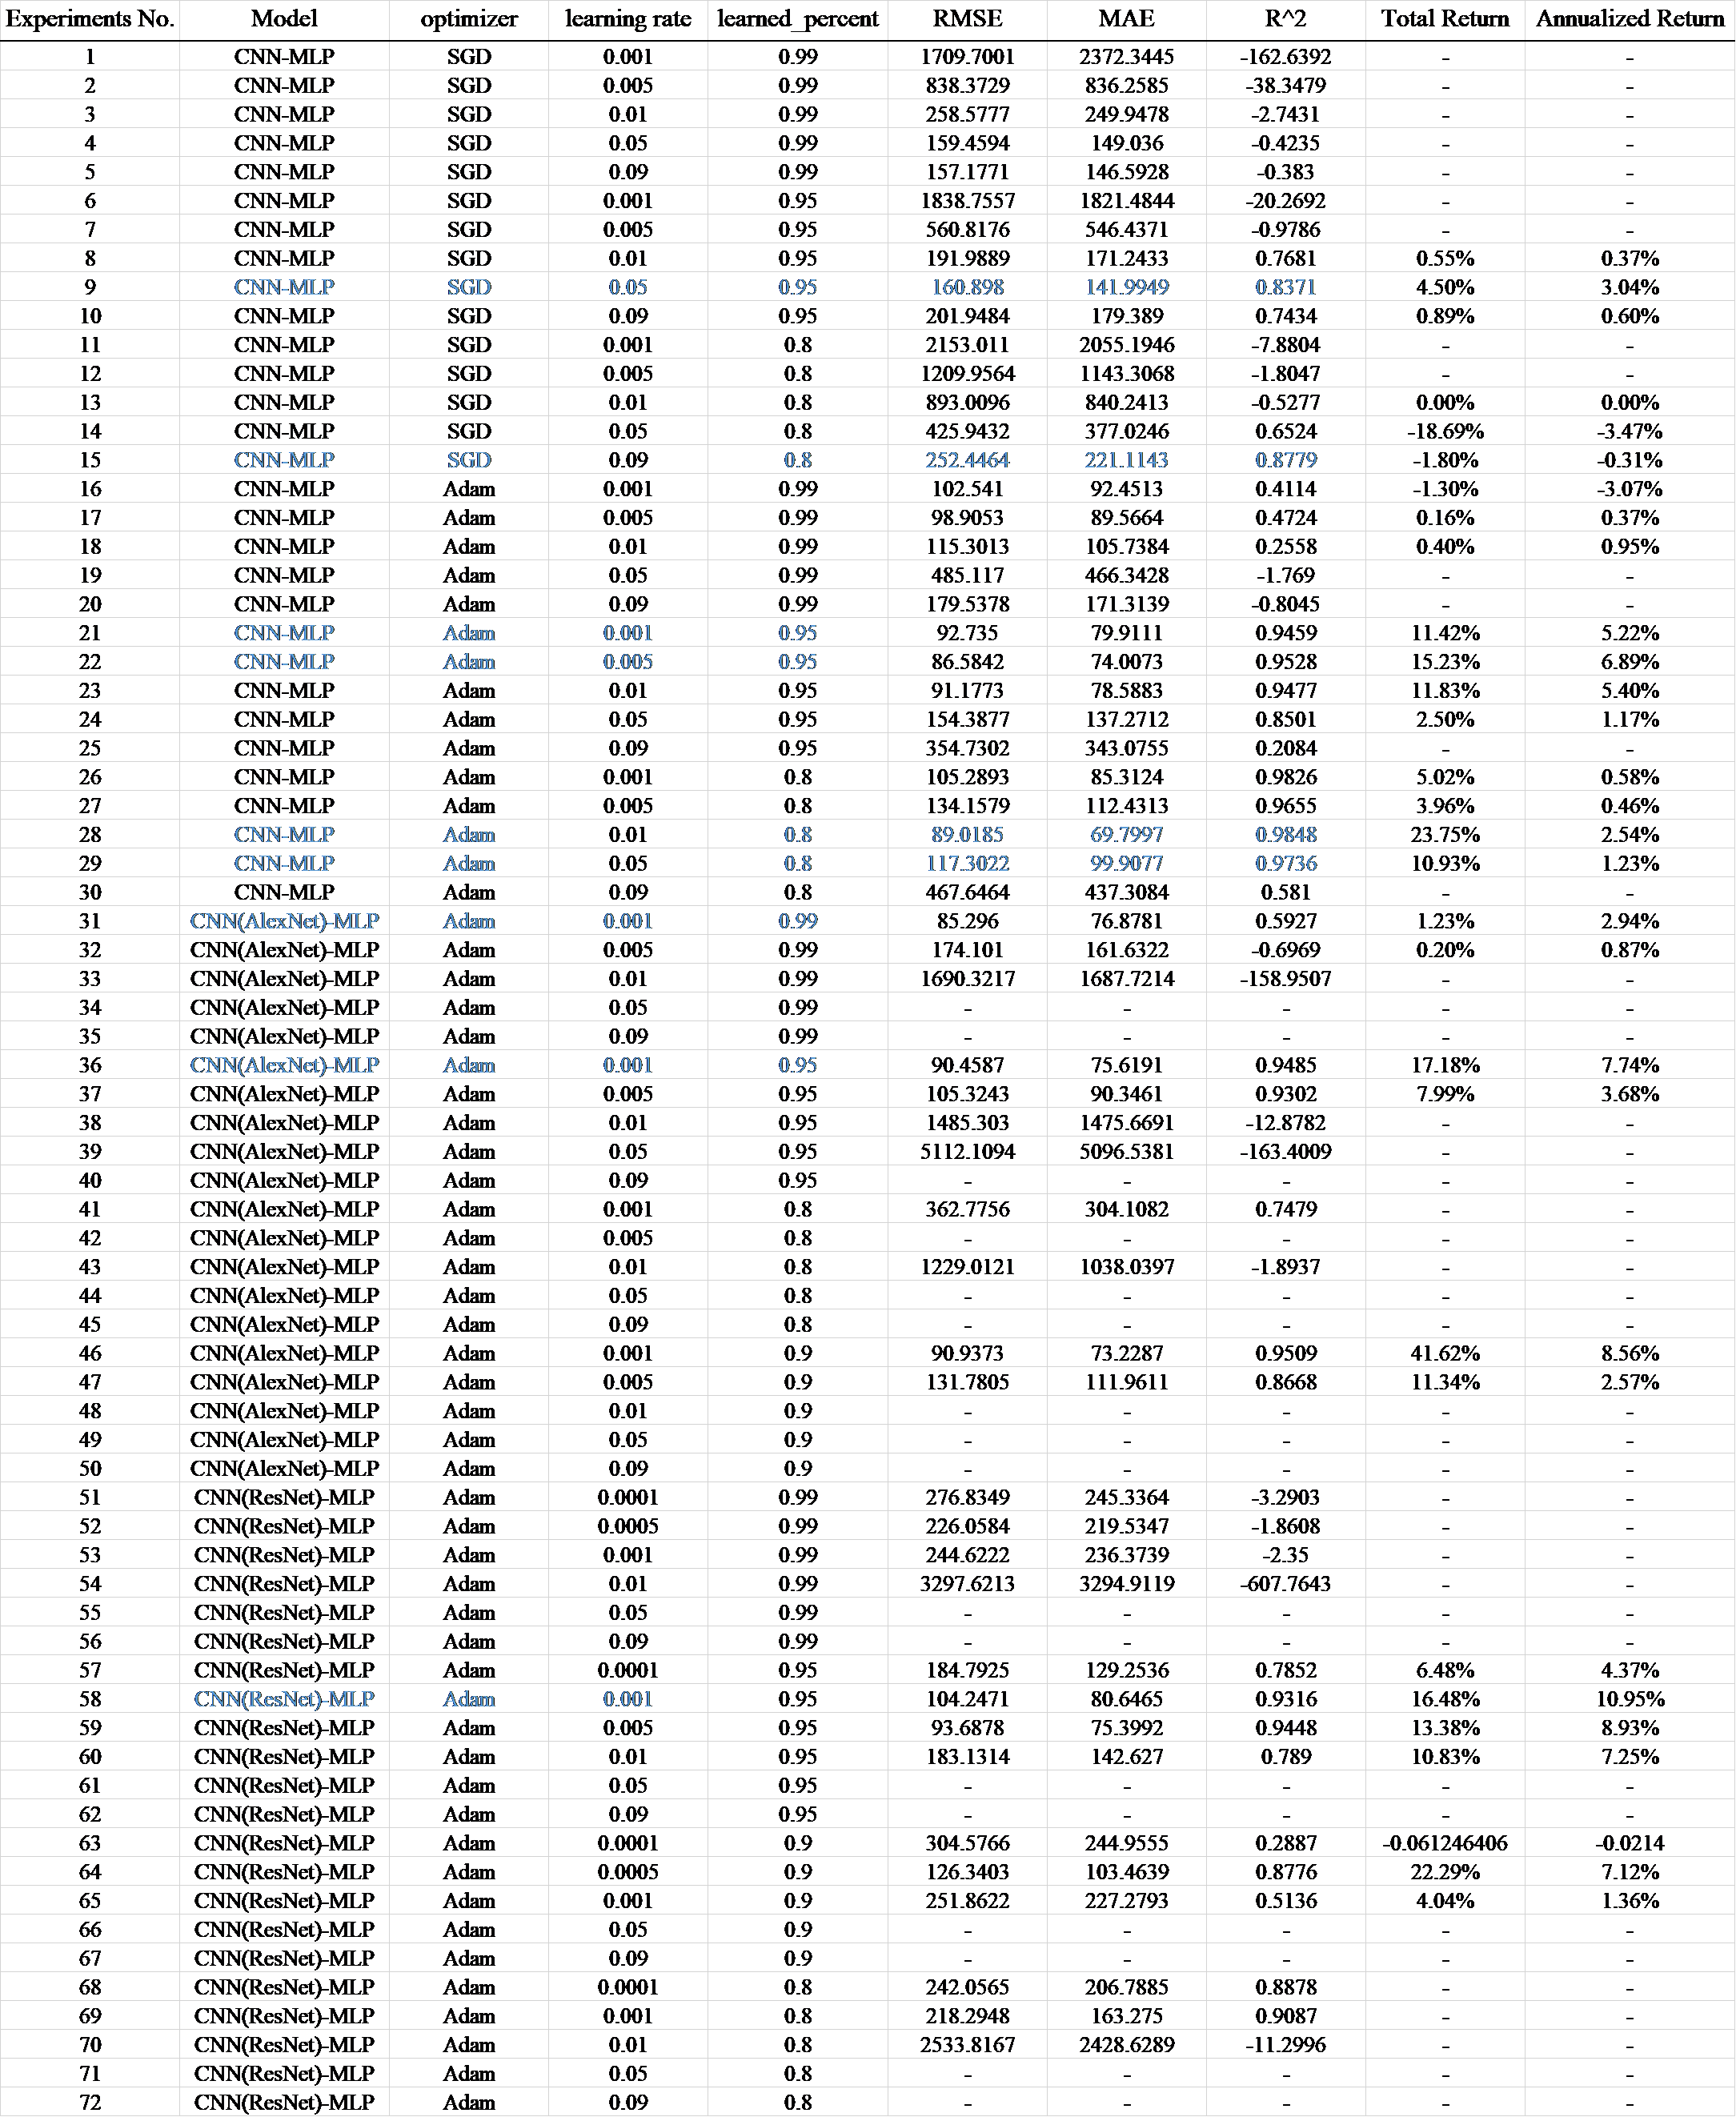 Experiments No. Model optimizer learning rate learned_percent RMSE MAE R^2 Total Return Annualized Return
1 CNN-MLP SGD 0.001 0.99 1709.7001 2372.3445 -162.6392 - -
2 CNN-MLP SGD 0.005 0.99 838.3729 836.2585 -38.3479 - -
3 CNN-MLP SGD 0.01 0.99 258.5777 249.9478 -2.7431 - -
4 CNN-MLP SGD 0.05 0.99 159.4594 149.036 -0.4235 - -
5 CNN-MLP SGD 0.09 0.99 157.1771 146.5928 -0.383 - -
6 CNN-MLP SGD 0.001 0.95 1838.7557 1821.4844 -20.2692 - -
7 CNN-MLP SGD 0.005 0.95 560.8176 546.4371 -0.9786 - -
8 CNN-MLP SGD 0.01 0.95 191.9889 171.2433 0.7681 0.55% 0.37%
9 CNN-MLP SGD 0.05 0.95 160.898 141.9949 0.8371 4.50% 3.04%
10 CNN-MLP SGD 0.09 0.95 201.9484 179.389 0.7434 0.89% 0.60%
11 CNN-MLP SGD 0.001 0.8 2153.011 2055.1946 -7.8804 - -
12 CNN-MLP SGD 0.005 0.8 1209.9564 1143.3068 -1.8047 - -
13 CNN-MLP SGD 0.01 0.8 893.0096 840.2413 -0.5277 0.00% 0.00%
14 CNN-MLP SGD 0.05 0.8 425.9432 377.0246 0.6524 -18.69% -3.47%
15 CNN-MLP SGD 0.09 0.8 252.4464 221.1143 0.8779 -1.80% -0.31%
16 CNN-MLP Adam 0.001 0.99 102.541 92.4513 0.4114 -1.30% -3.07%
17 CNN-MLP Adam 0.005 0.99 98.9053 89.5664 0.4724 0.16% 0.37%
18 CNN-MLP Adam 0.01 0.99 115.3013 105.7384 0.2558 0.40% 0.95%
19 CNN-MLP Adam 0.05 0.99 485.117 466.3428 -1.769 - -
20 CNN-MLP Adam 0.09 0.99 179.5378 171.3139 -0.8045 - -
21 CNN-MLP Adam 0.001 0.95 92.735 79.9111 0.9459 11.42% 5.22%
22 CNN-MLP Adam 0.005 0.95 86.5842 74.0073 0.9528 15.23% 6.89%
23 CNN-MLP Adam 0.01 0.95 91.1773 78.5883 0.9477 11.83% 5.40%
24 CNN-MLP Adam 0.05 0.95 154.3877 137.2712 0.8501 2.50% 1.17%
25 CNN-MLP Adam 0.09 0.95 354.7302 343.0755 0.2084 - -
26 CNN-MLP Adam 0.001 0.8 105.2893 85.3124 0.9826 5.02% 0.58%
27 CNN-MLP Adam 0.005 0.8 134.1579 112.4313 0.9655 3.96% 0.46%
28 CNN-MLP Adam 0.01 0.8 89.0185 69.7997 0.9848 23.75% 2.54%
29 CNN-MLP Adam 0.05 0.8 117.3022 99.9077 0.9736 10.93% 1.23%
30 CNN-MLP Adam 0.09 0.8 467.6464 437.3084 0.581 - -
31 CNN(AlexNet)-MLP Adam 0.001 0.99 85.296 76.8781 0.5927 1.23% 2.94%
32 CNN(AlexNet)-MLP Adam 0.005 0.99 174.101 161.6322 -0.6969 0.20% 0.87%
33 CNN(AlexNet)-MLP Adam 0.01 0.99 1690.3217 1687.7214 -158.9507 - -
34 CNN(AlexNet)-MLP Adam 0.05 0.99 - - - - -
35 CNN(AlexNet)-MLP Adam 0.09 0.99 - - - - -
36 CNN(AlexNet)-MLP Adam 0.001 0.95 90.4587 75.6191 0.9485 17.18% 7.74%
37 CNN(AlexNet)-MLP Adam 0.005 0.95 105.3243 90.3461 0.9302 7.99% 3.68%
38 CNN(AlexNet)-MLP Adam 0.01 0.95 1485.303 1475.6691 -12.8782 - -
39 CNN(AlexNet)-MLP Adam 0.05 0.95 5112.1094 5096.5381 -163.4009 - -
40 CNN(AlexNet)-MLP Adam 0.09 0.95 - - - - -
41 CNN(AlexNet)-MLP Adam 0.001 0.8 362.7756 304.1082 0.7479 - -
42 CNN(AlexNet)-MLP Adam 0.005 0.8 - - - - -
43 CNN(AlexNet)-MLP Adam 0.01 0.8 1229.0121 1038.0397 -1.8937 - -
44 CNN(AlexNet)-MLP Adam 0.05 0.8 - - - - -
45 CNN(AlexNet)-MLP Adam 0.09 0.8 - - - - -
46 CNN(AlexNet)-MLP Adam 0.001 0.9 90.9373 73.2287 0.9509 41.62% 8.56%
47 CNN(AlexNet)-MLP Adam 0.005 0.9 131.7805 111.9611 0.8668 11.34% 2.57%
48 CNN(AlexNet)-MLP Adam 0.01 0.9 - - - - -
49 CNN(AlexNet)-MLP Adam 0.05 0.9 - - - - -
50 CNN(AlexNet)-MLP Adam 0.09 0.9 - - - - -
51 CNN(ResNet)-MLP Adam 0.0001 0.99 276.8349 245.3364 -3.2903 - -
52 CNN(ResNet)-MLP Adam 0.0005 0.99 226.0584 219.5347 -1.8608 - -
53 CNN(ResNet)-MLP Adam 0.001 0.99 244.6222 236.3739 -2.35 - -
54 CNN(ResNet)-MLP Adam 0.01 0.99 3297.6213 3294.9119 -607.7643 - -
55 CNN(ResNet)-MLP Adam 0.05 0.99 - - - - -
56 CNN(ResNet)-MLP Adam 0.09 0.99 - - - - -
57 CNN(ResNet)-MLP Adam 0.0001 0.95 184.7925 129.2536 0.7852 6.48% 4.37%
58 CNN(ResNet)-MLP Adam 0.001 0.95 104.2471 80.6465 0.9316 16.48% 10.95%
59 CNN(ResNet)-MLP Adam 0.005 0.95 93.6878 75.3992 0.9448 13.38% 8.93%
60 CNN(ResNet)-MLP Adam 0.01 0.95 183.1314 142.627 0.789 10.83% 7.25%
61 CNN(ResNet)-MLP Adam 0.05 0.95 - - - - -
62 CNN(ResNet)-MLP Adam 0.09 0.95 - - - - -
63 CNN(ResNet)-MLP Adam 0.0001 0.9 304.5766 244.9555 0.2887 -0.061246406 -0.0214
64 CNN(ResNet)-MLP Adam 0.0005 0.9 126.3403 103.4639 0.8776 22.29% 7.12%
65 CNN(ResNet)-MLP Adam 0.001 0.9 251.8622 227.2793 0.5136 4.04% 1.36%
66 CNN(ResNet)-MLP Adam 0.05 0.9 - - - - -
67 CNN(ResNet)-MLP Adam 0.09 0.9 - - - - -
68 CNN(ResNet)-MLP Adam 0.0001 0.8 242.0565 206.7885 0.8878 - -
69 CNN(ResNet)-MLP Adam 0.001 0.8 218.2948 163.275 0.9087 - -
70 CNN(ResNet)-MLP Adam 0.01 0.8 2533.8167 2428.6289 -11.2996 - -
71 CNN(ResNet)-MLP Adam 0.05 0.8 - - - - -
72 CNN(ResNet)-MLP Adam 0.09 0.8 - - - - -